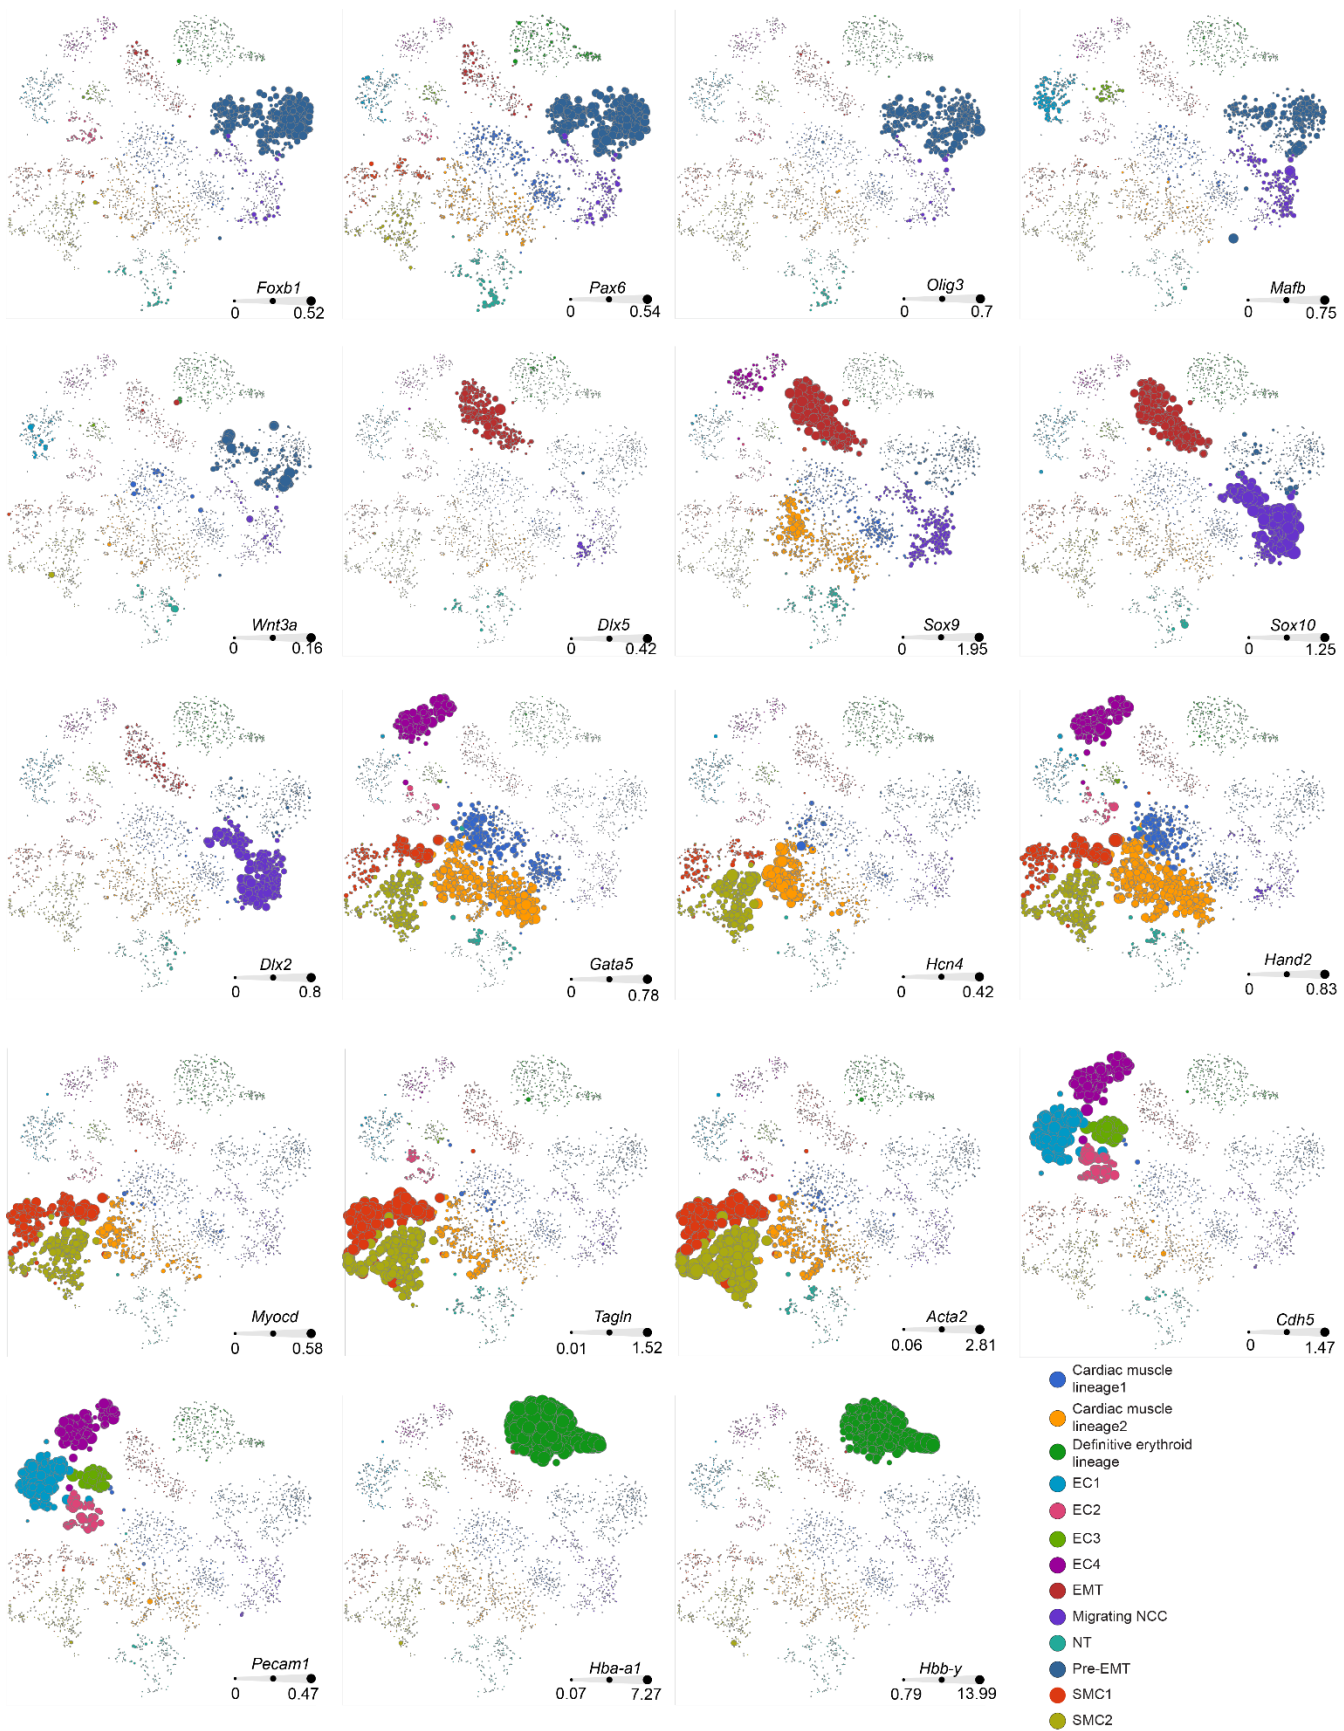 Foxb1
0 0.52
Pax6
0 0.54
Olig3
0 0.7
Mafb
0 0.75
Wnt3a
0 0.16
Dlx5
0 0.42
Sox9
0 1.95
Sox10
0 1.25
Dlx2
0 0.8
Gata5
0 0.78
Hcn4
0 0.42
Hand2
0 0.83
Myocd
0 0.58
Tagln
0.01 1.52
Acta2
0.06 2.81
Cdh5
0 1.47
Pecam1
0 0.47
Hba-a1
0.07 7.27
Hbb-y
0.79 13.99
Cardiac muscle
lineage1
Cardiac muscle
lineage2
Definitive erythroid
lineage
EC1
EC2
EC3
EC4
EMT
Migrating NCC
NT
Pre-EMT
SMC1
SMC2